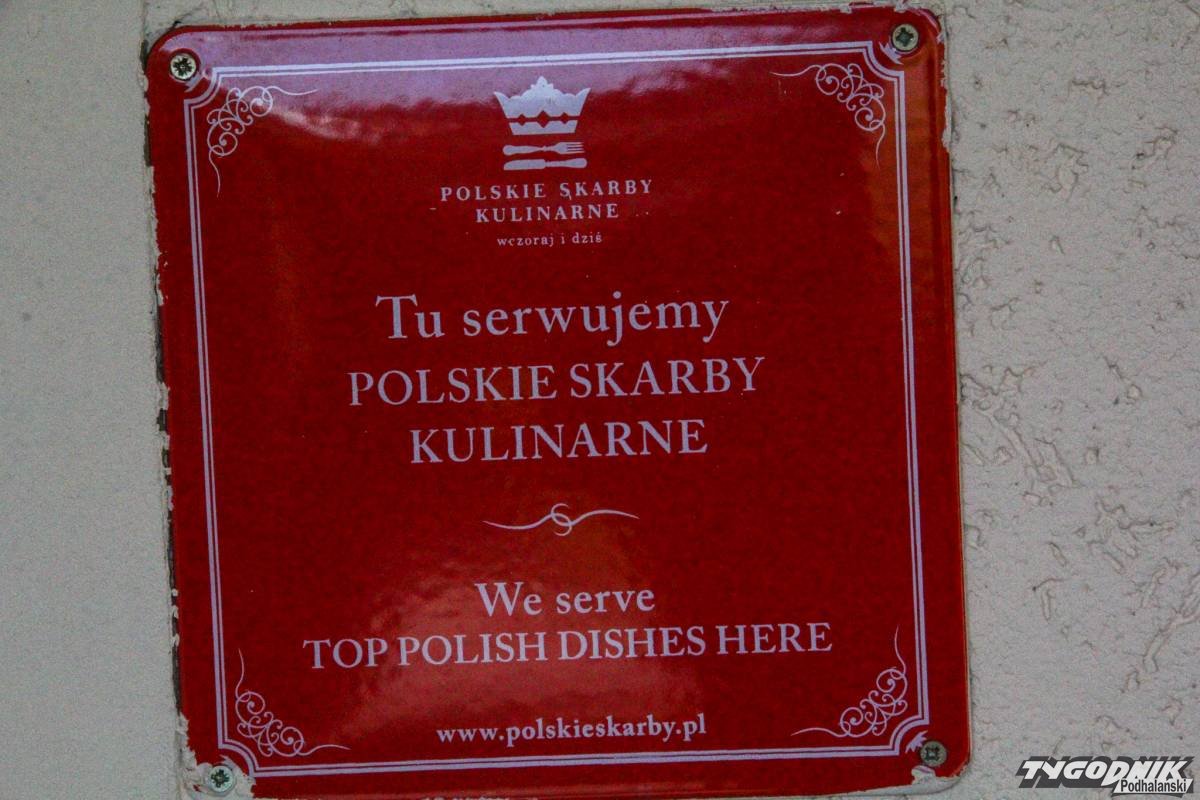 POLSKIE SKARBY
KULINARNE
wczoraj i dziś
Tu serwujemy
POLSKIE SKARBY
KULINARNE
We serve
TOP POLISH DISHES HERE
www.polskieskarby.pl
TYGODNIK
Podhalański